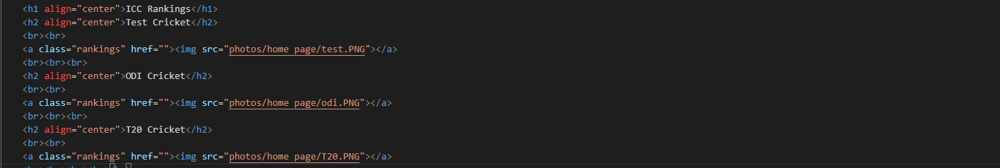 <h1 align="center">ICC Rankings</h1>
<h2 align="center">Test Cricket</h2>
<br><br>
<a class="rankings" href=""><img src="photos/home page/test.PNG"></a>
<br><br><br>
<h2 align="center">ODI Cricket</h2>
<br><br>
<a class="rankings" href=""><img src="photos/home page/odi.PNG"></a>
<br><br><br>
<h2 align="center">T20 Cricket</h2>
<br><br>
<a class="rankings" href=""><img src="photos/home page/T20.PNG"></a>